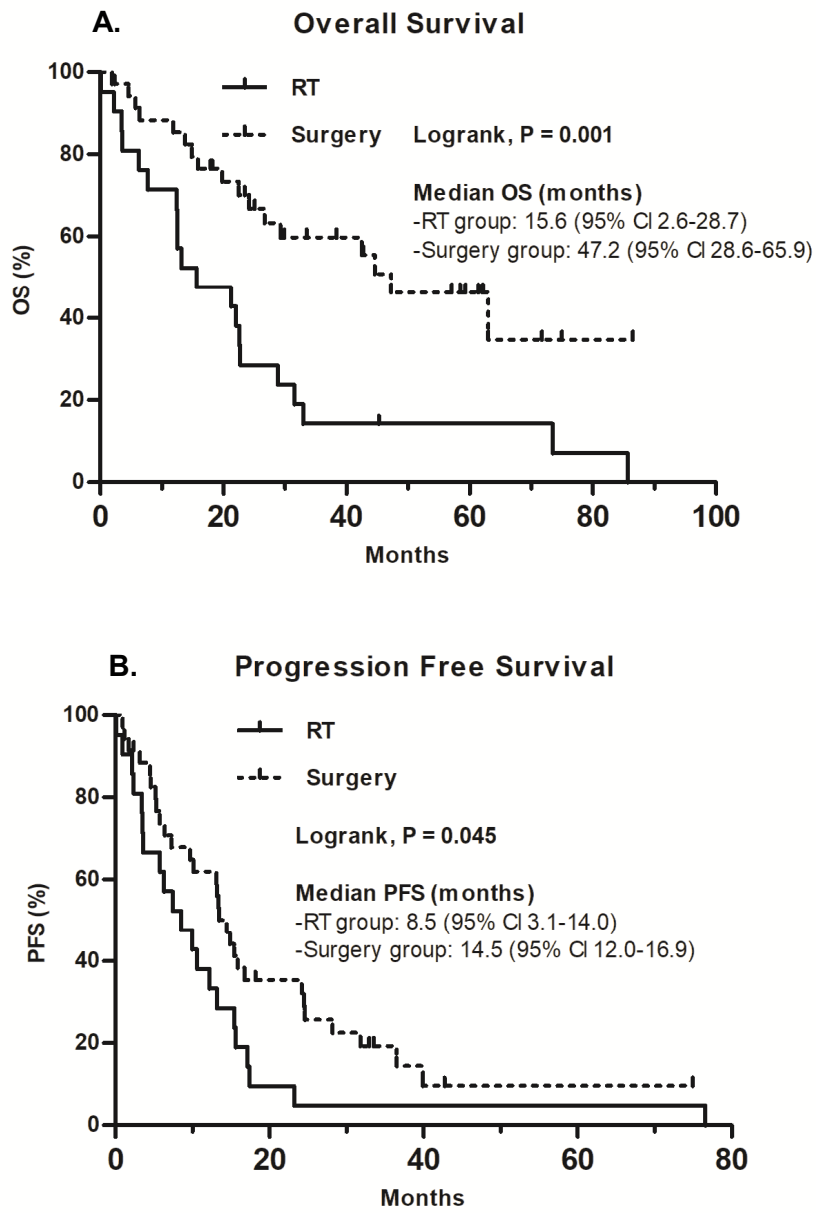 A. Overall Survival
100
80
60
40
20
0
OS (%)
RT
Surgery
Logrank, P = 0.001
Median OS (months)
-RT group: 15.6 (95% CI 2.6-28.7)
-Surgery group: 47.2 (95% CI 28.6-65.9)
0 20 40 60 80 100
Months
B. Progression Free Survival
100
80
60
40
20
0
PFS (%)
RT
Surgery
Logrank, P = 0.045
Median PFS (months)
-RT group: 8.5 (95% CI 3.1-14.0)
-Surgery group: 14.5 (95% CI 12.0-16.9)
0 20 40 60 80
Months